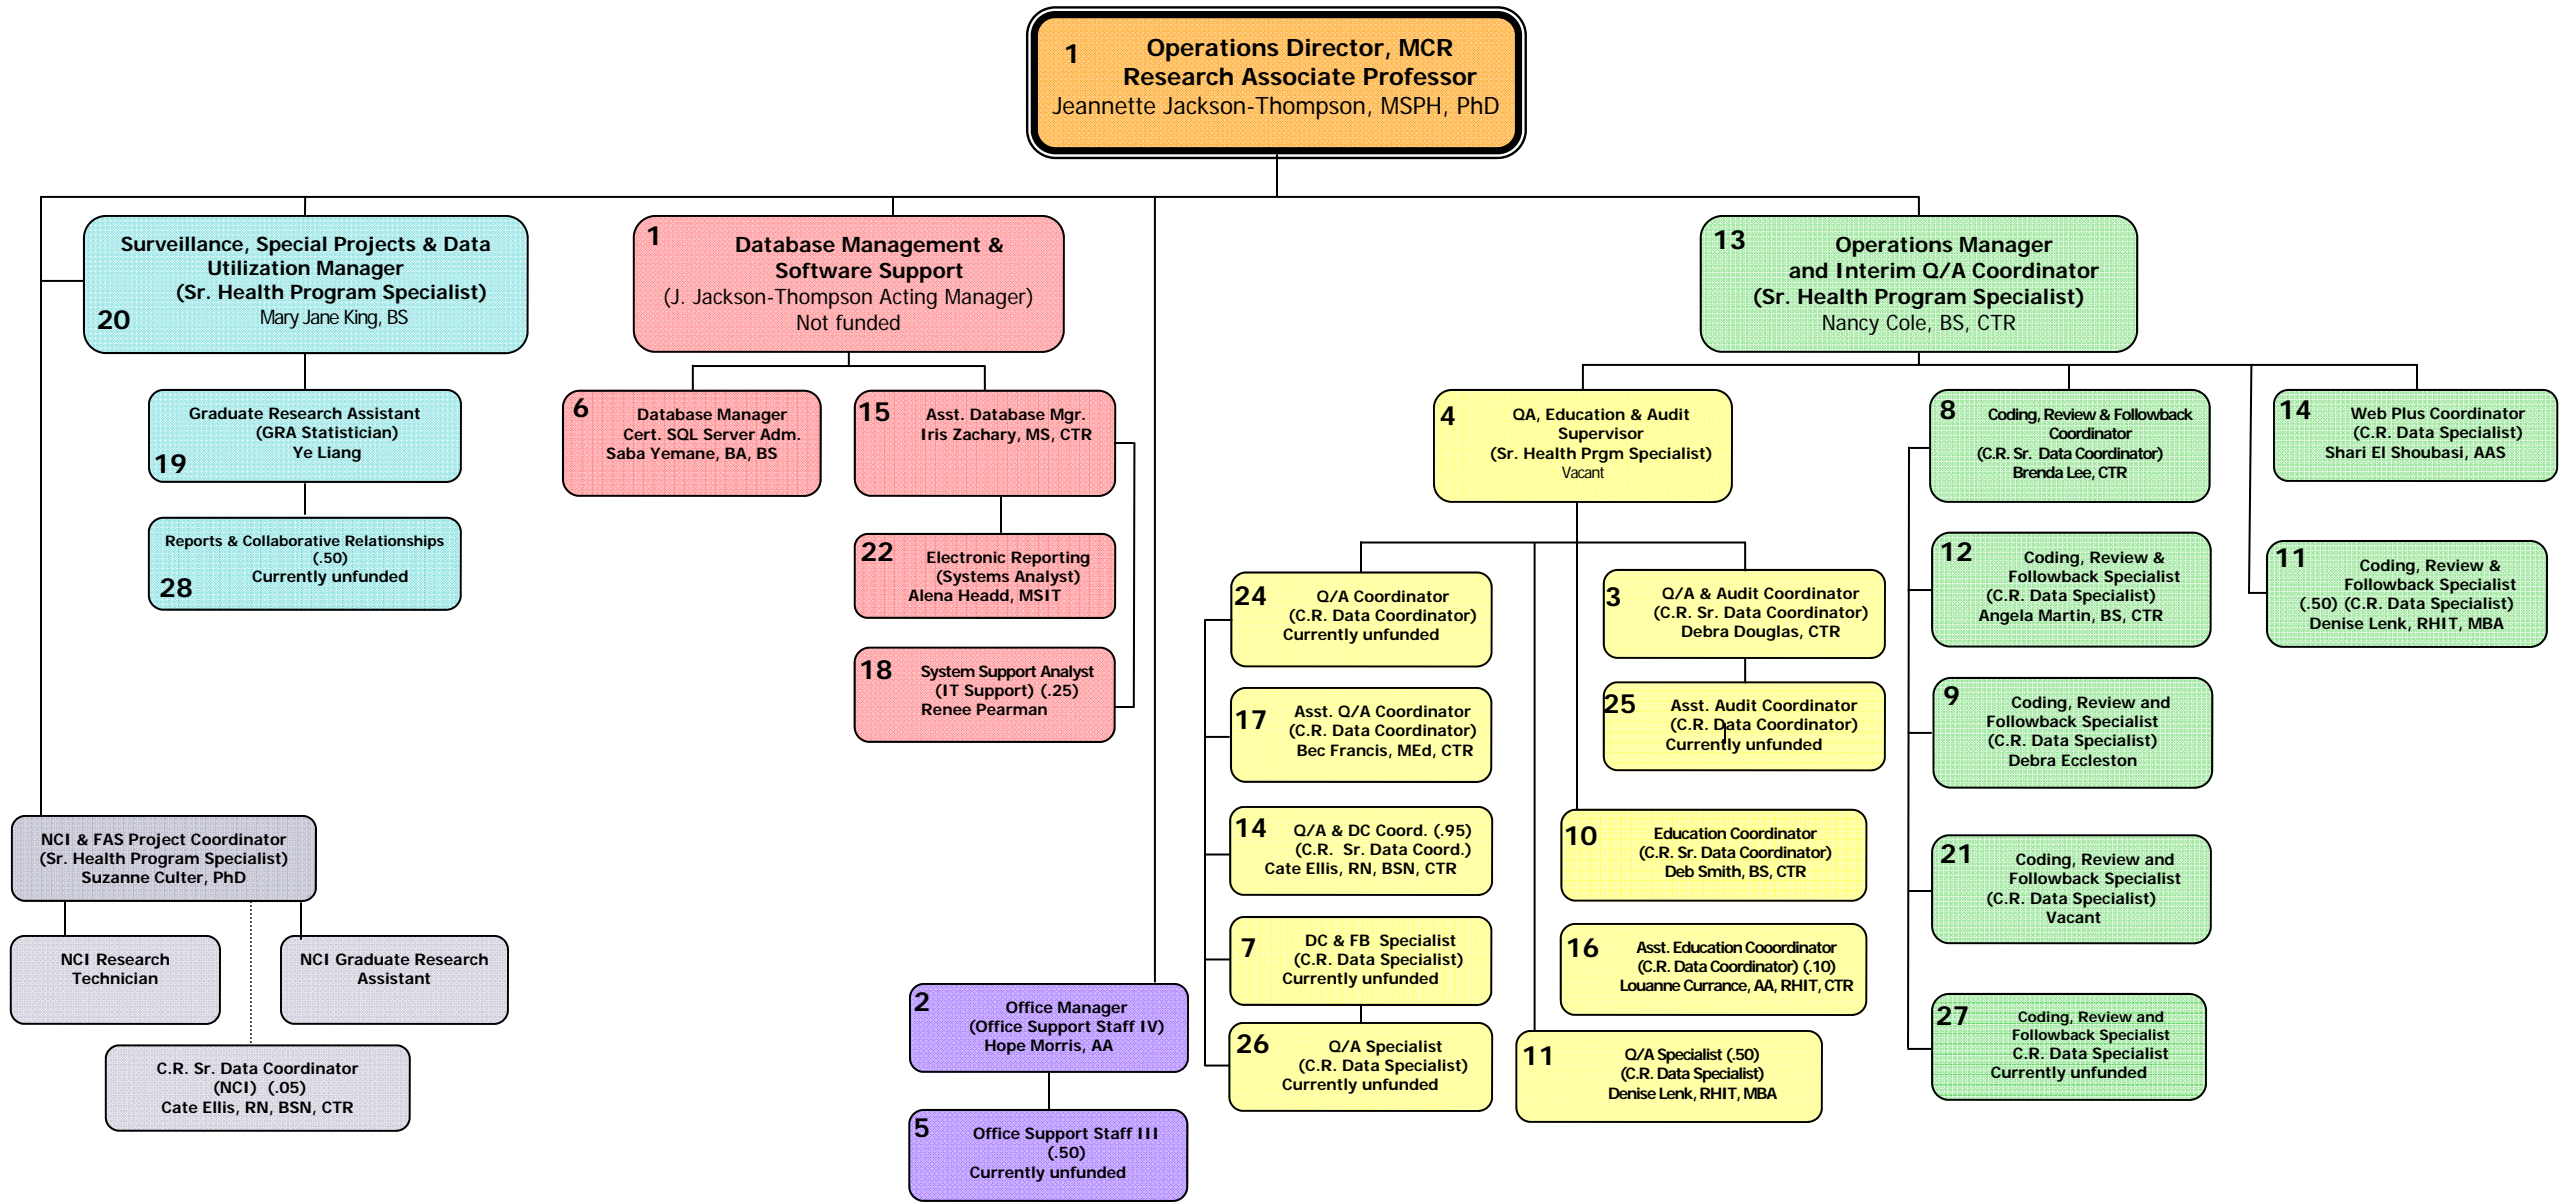 1
Operations Director, MCR
Research Associate Professor
Jeannette Jackson-Thompson, MSPH, PhD
Surveillance, Special Projects & Data
Utilization Manager
(Sr. Health Program Specialist)
20
Mary Jane King, BS
1
Database Management &
Software Support
(J. Jackson-Thompson Acting Manager)
Not funded
13
Operations Manager
and Interim Q/A Coordinator
(Sr. Health Program Specialist)
Nancy Cole, BS, CTR
Graduate Research Assistant
(GRA Statistician)
Ye Liang
19
Reports & Collaborative Relationships
(.50)
Currently unfunded
28
6
Database Manager
Cert. SQL Server Adm.
Saba Yemane, BA, BS
15
Asst. Database Mgr.
Iris Zachary, MS, CTR
22
Electronic Reporting
(Systems Analyst)
Alena Headd, MSIT
18
System Support Analyst
(IT Support) (.25)
Renee Pearman
4
QA, Education & Audit
Supervisor
(Sr. Health Prgm Specialist)
Vacant
8
Coding, Review & Followback
Coordinator
(C.R. Sr. Data Coordinator)
Brenda Lee, CTR
14
Web Plus Coordinator
(C.R. Data Specialist)
Shari El Shoubasi, AAS
12
Coding, Review &
Followback Specialist
(C.R. Data Specialist)
Angela Martin, BS, CTR
11
Coding, Review &
Followback Specialist
(.50) (C.R. Data Specialist)
Denise Lenk, RHIT, MBA
24
Q/A Coordinator
(C.R. Data Coordinator)
Currently unfunded
3
Q/A & Audit Coordinator
(C.R. Sr. Data Coordinator)
Debra Douglas, CTR
17
Asst. Q/A Coordinator
(C.R. Data Coordinator)
Bec Francis, MEd, CTR
25
Asst. Audit Coordinator
(C.R. Data Coordinator)
Currently unfunded
9
Coding, Review and
Followback Specialist
(C.R. Data Specialist)
Debra Eccleston
14
Q/A & DC Coord. (.95)
(C.R. Sr. Data Coord.)
Cate Ellis, RN, BSN, CTR
10
Education Coordinator
(C.R. Sr. Data Coordinator)
Deb Smith, BS, CTR
21
Coding, Review and
Followback Specialist
(C.R. Data Specialist)
Vacant
7
DC & FB Specialist
(C.R. Data Specialist)
Currently unfunded
16
Asst. Education Cooordinator
(C.R. Data Coordinator) (.10)
Louanne Currance, AA, RHIT, CTR
26
Q/A Specialist
(C.R. Data Specialist)
Currently unfunded
11
Q/A Specialist (.50)
(C.R. Data Specialist)
Denise Lenk, RHIT, MBA
27
Coding, Review and
Followback Specialist
C.R. Data Specialist
Currently unfunded
NCI & FAS Project Coordinator
(Sr. Health Program Specialist)
Suzanne Culter, PhD
NCI Research
Technician
NCI Graduate Research
Assistant
C.R. Sr. Data Coordinator
(NCI) (.05)
Cate Ellis, RN, BSN, CTR
2
Office Manager
(Office Support Staff IV)
Hope Morris, AA
5
Office Support Staff III
(.50)
Currently unfunded